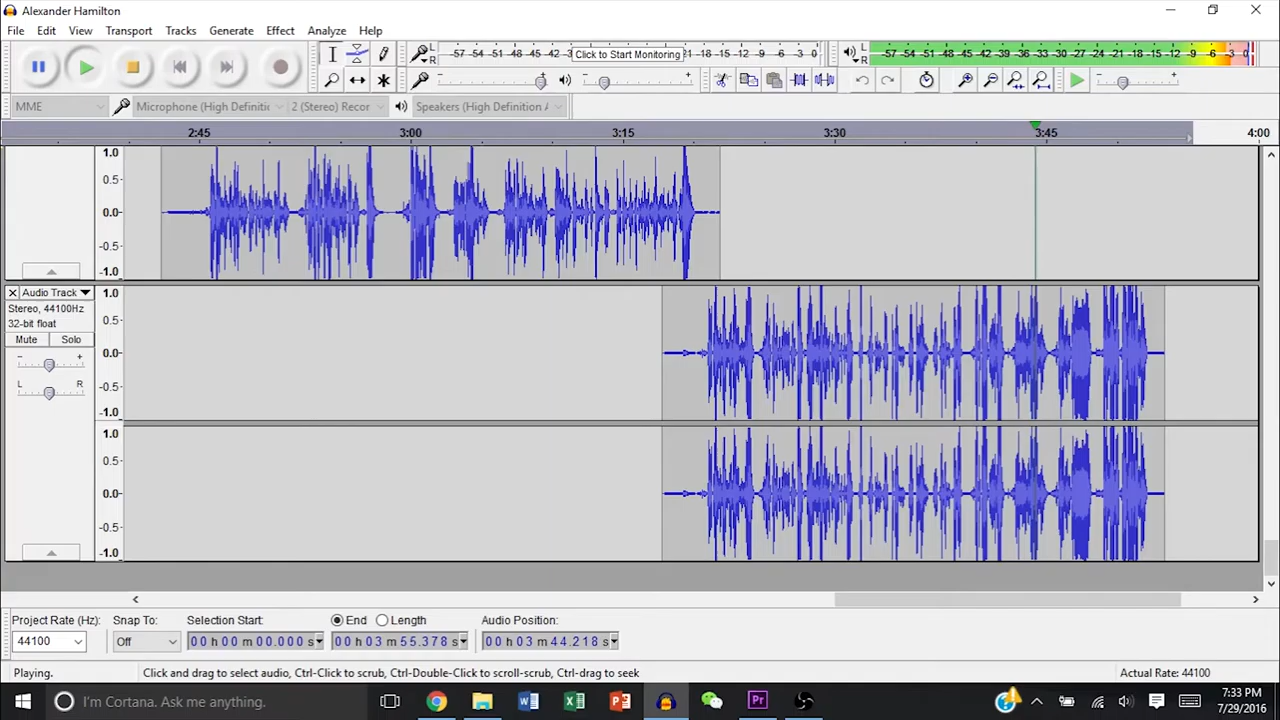 Alexander Hamilton
File Edit View Transport Tracks Generate Effect Analyze Help
L R -57 -54 -51 -48 -45 -42 -3 Click to Start Monitoring 21 -18 -15 -12 -9 -6 -3 0
L R -57 -54 -51 -48 -45 -42 -39 -36 -33 -30 -27 -24 -21 -18 -15 -12 -9 -6 -3 0
MME Microphone (High Definiti 2 (Stereo) Recor Speakers (High Definition A
2:45 3:00 3:15 3:30 3:45 4:00
1.0
0.5
0.0
-0.5
-1.0
Audio Track
Stereo, 44100Hz
32-bit float
Mute Solo
- +
L R
1.0
0.5
0.0
-0.5
-1.0
1.0
0.5
0.0
-0.5
-1.0
Project Rate (Hz): Snap To: Selection Start: End Length Audio Position:
44100 Off 00 h 00 m 00.000 s 00 h 03 m 55.378 s 00 h 03 m 44.218 s
Playing. Click and drag to select audio, Ctrl-Click to scrub, Ctrl-Double-Click to scroll-scrub, Ctrl-drag to seek Actual Rate: 44100
I'm Cortana. Ask me anything. 7:33 PM
7/29/2016